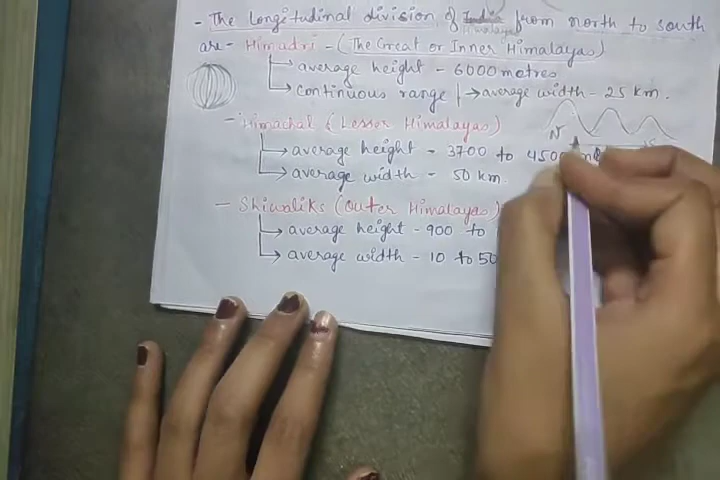 - The Longitudinal division of India from north to south
Himalayas
are - Himadri - (The Great or Inner Himalayas)
→ average height - 6000 metres
→ continuous range | → average width - 25 km.
- Himachal (Lesser Himalayas)
N S
→ average height - 3700 to 450
→ average width - 50 km.
- Shiwaliks (Outer Himalayas)
→ average height - 900 to
→ average width - 10 to 50